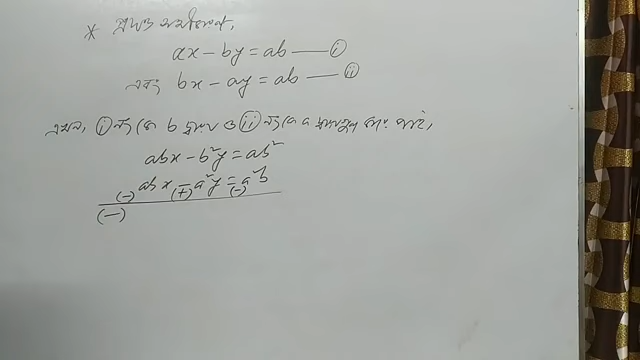 * প্রদত্ত সমীকরণ,
ax - by = ab — (i)
এবং bx - ay = ab — (ii)
এখন, (i) নং কে b দ্বারা ও (ii) নং কে a দ্বারা গুণ করে পাই,
abx - b²y = ab²
(-) abx (∓) a²y = (-) a²b
(—)